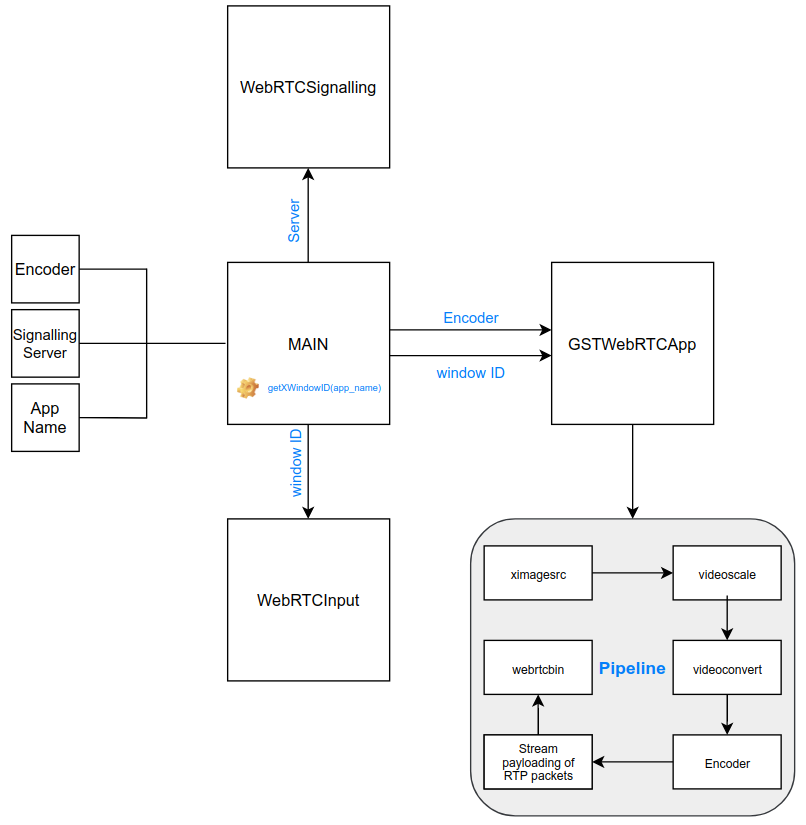 WebRTCSignalling
Server
Encoder
Signalling
Server
App
Name
MAIN
getXWindowID(app_name)
Encoder
window ID
GSTWebRTCApp
window ID
WebRTCInput
ximagesrc
videoscale
webrtcbin
Pipeline
videoconvert
Stream
payloading of
RTP packets
Encoder